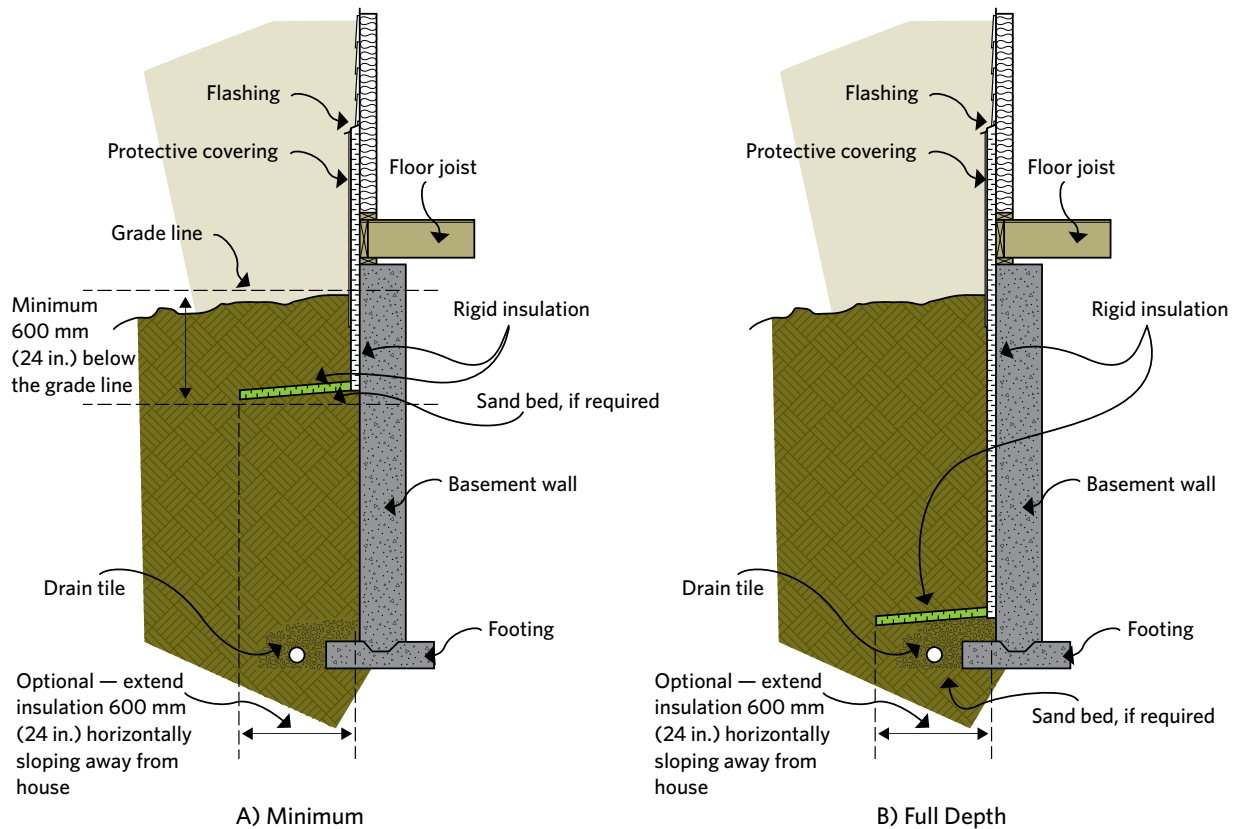 Flashing
Protective covering
Floor joist
Grade line
Minimum
600 mm
(24 in.) below
the grade line
Rigid insulation
Sand bed, if required
Basement wall
Drain tile
Footing
Optional — extend
insulation 600 mm
(24 in.) horizontally
sloping away from
house
A) Minimum
Flashing
Protective covering
Floor joist
Rigid insulation
Basement wall
Drain tile
Footing
Optional — extend
insulation 600 mm
(24 in.) horizontally
sloping away from
house
Sand bed, if required
B) Full Depth